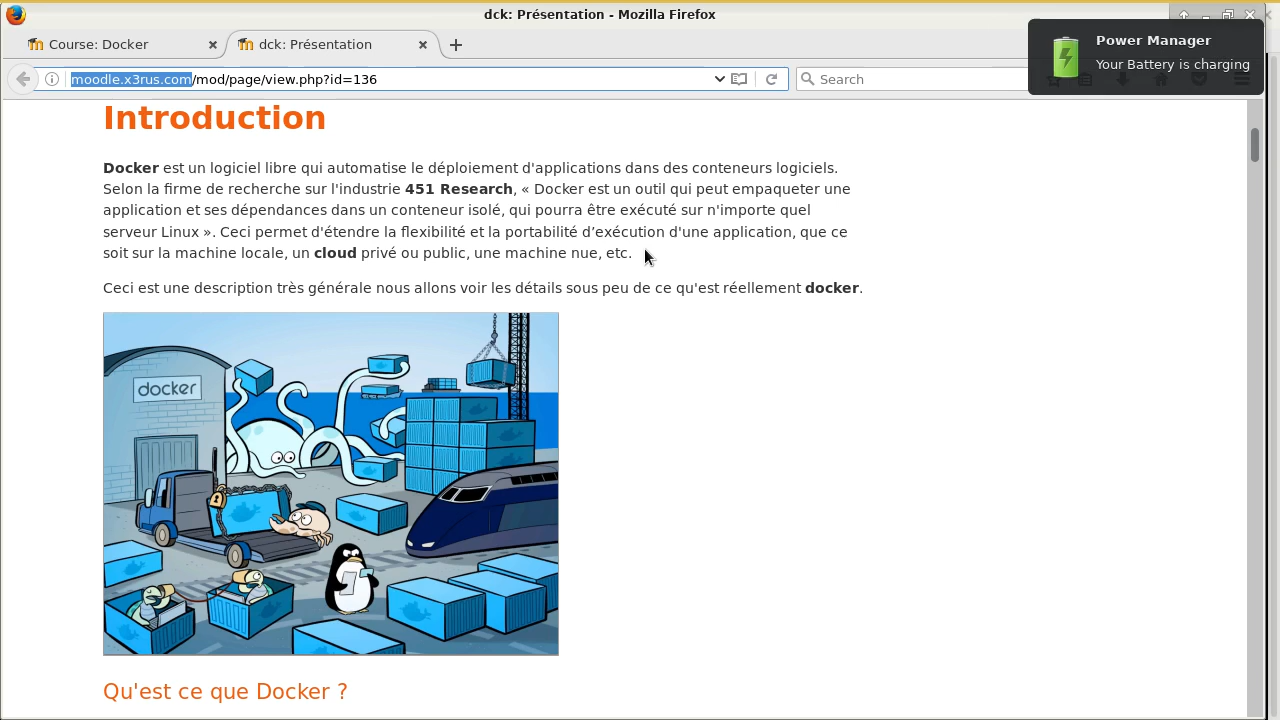 dck: Présentation - Mozilla Firefox
Course: Docker
dck: Présentation
Power Manager
Your Battery is charging
moodle.x3rus.com/mod/page/view.php?id=136
Search
Introduction
Docker est un logiciel libre qui automatise le déploiement d'applications dans des conteneurs logiciels.
Selon la firme de recherche sur l'industrie 451 Research, « Docker est un outil qui peut empaqueter une
application et ses dépendances dans un conteneur isolé, qui pourra être exécuté sur n'importe quel
serveur Linux ». Ceci permet d'étendre la flexibilité et la portabilité d’exécution d'une application, que ce
soit sur la machine locale, un cloud privé ou public, une machine nue, etc.
Ceci est une description très générale nous allons voir les détails sous peu de ce qu'est réellement docker.
docker
Qu'est ce que Docker ?